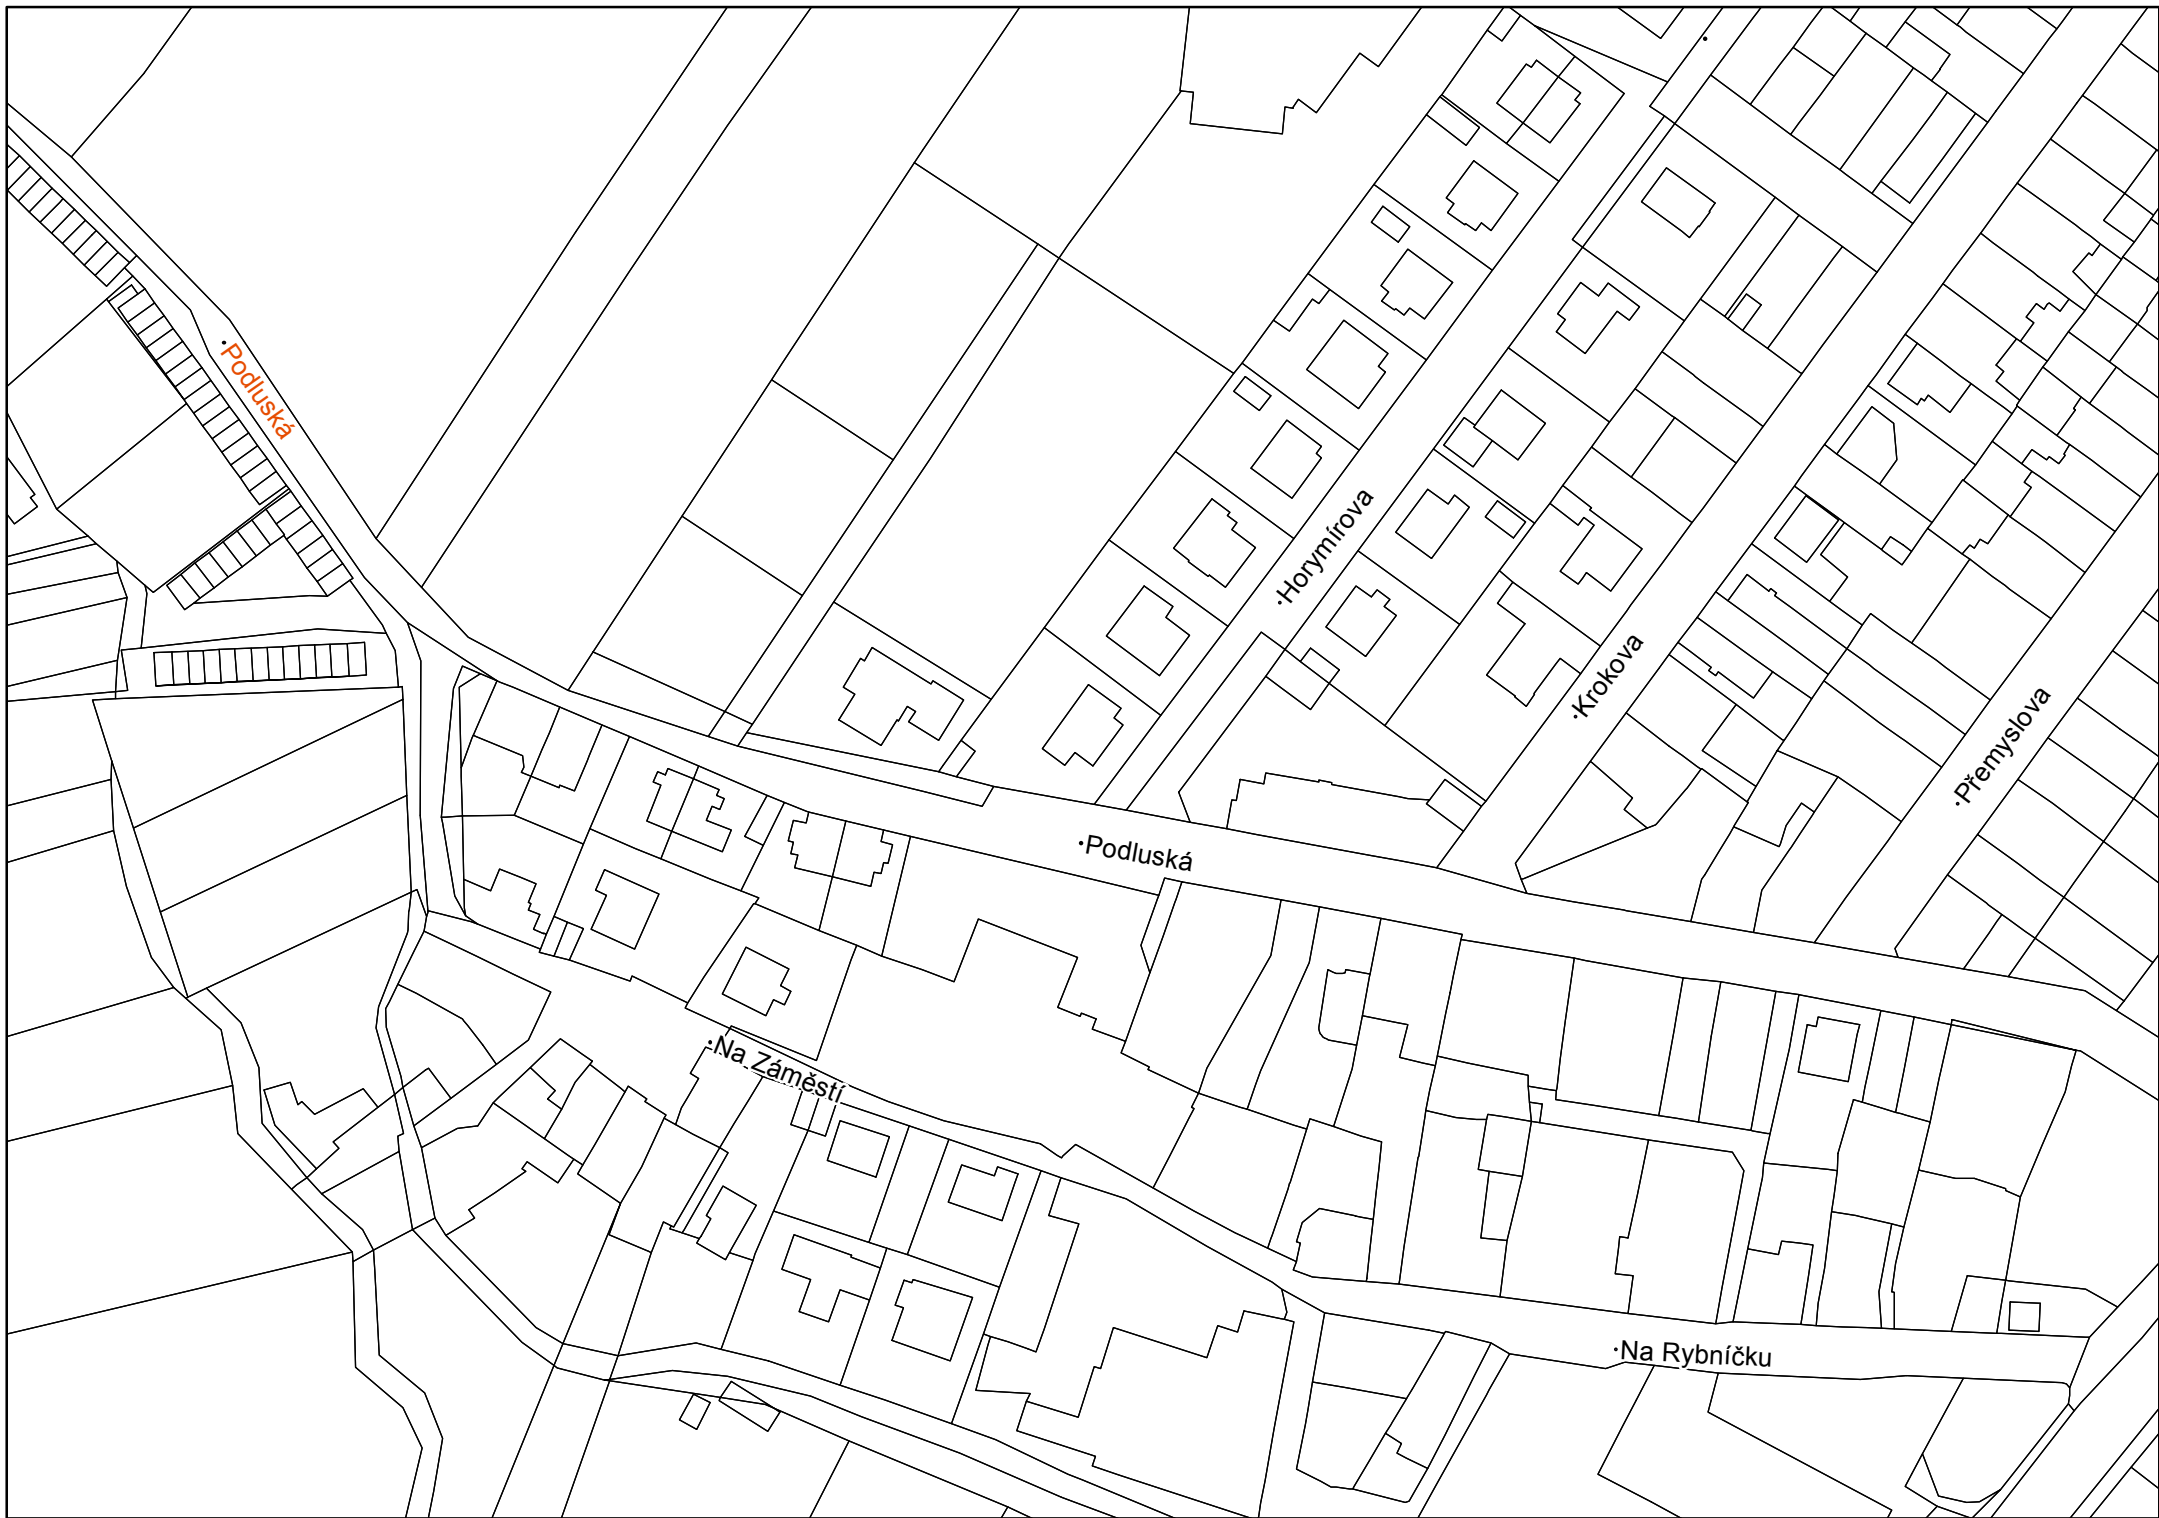 Podluská
Horymírova
Krokova
Přemyslova
Podluská
Na Záměstí
Na Rybníčku